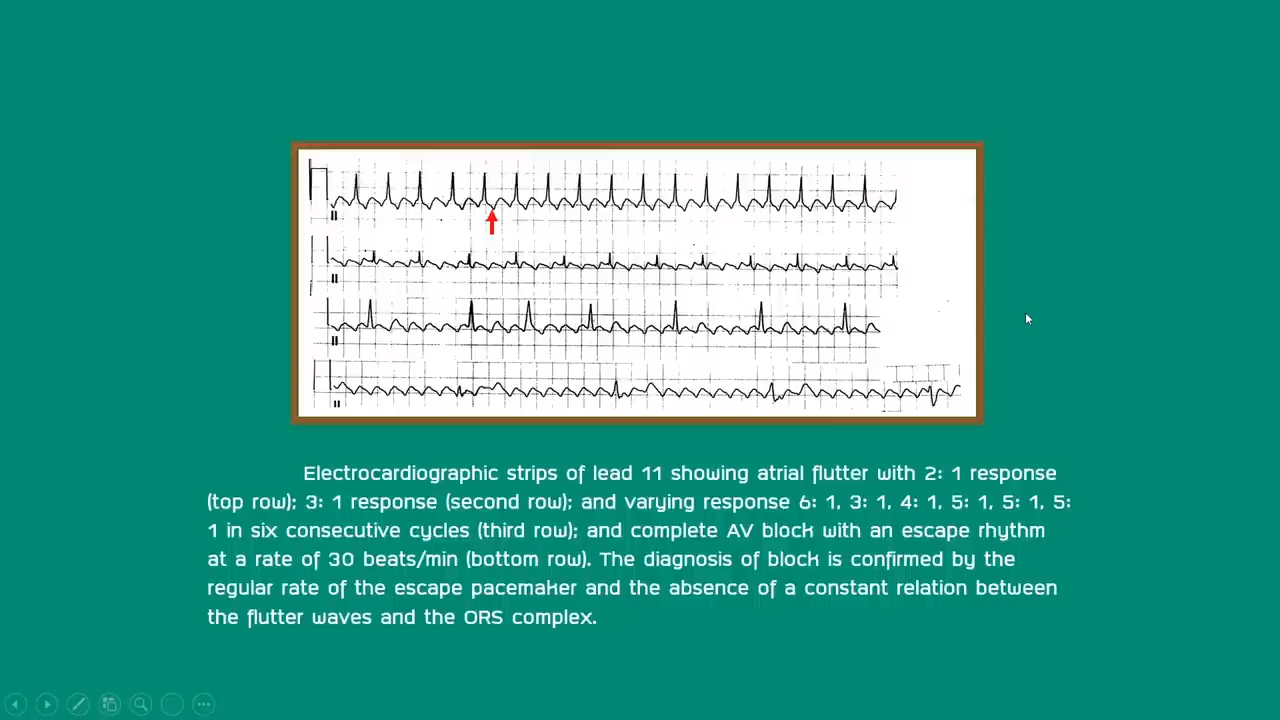 II
II
II
II
Electrocardiographic strips of lead 11 showing atrial flutter with 2: 1 response
(top row); 3: 1 response (second row); and varying response 6: 1, 3: 1, 4: 1, 5: 1, 5: 1, 5:
1 in six consecutive cycles (third row); and complete AV block with an escape rhythm
at a rate of 30 beats/min (bottom row). The diagnosis of block is confirmed by the
regular rate of the escape pacemaker and the absence of a constant relation between
the flutter waves and the ORS complex.